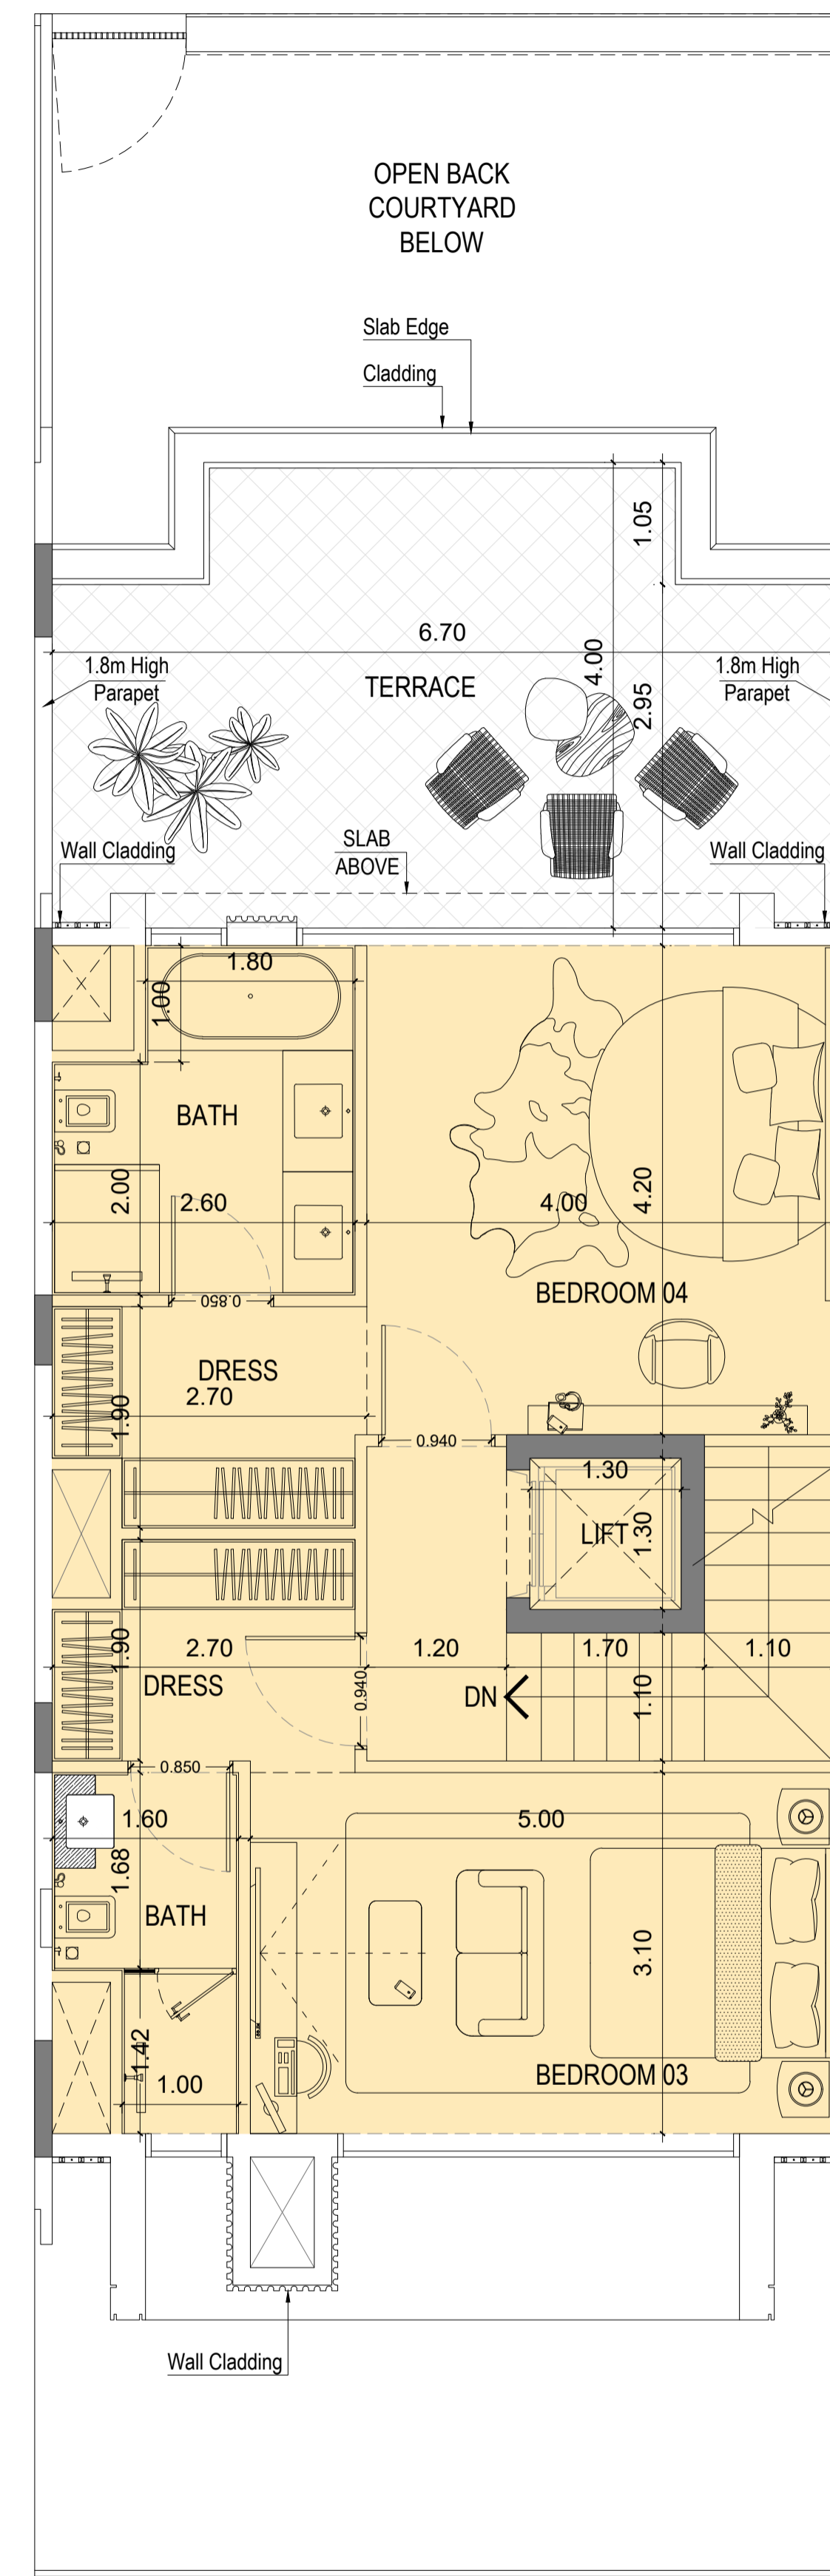 OPEN BACK
COURTYARD
BELOW
Slab Edge
Cladding
1.05
6.70
4.00
1.8m High
Parapet
TERRACE
2.95
1.8m High
Parapet
Wall Cladding
SLAB
ABOVE
Wall Cladding
1.80
1.00
BATH
2.00
2.60
4.00
4.20
BEDROOM 04
0.850
DRESS
2.70
1.90
0.940
1.30
LIFT
1.30
1.90
2.70
1.20
1.70
1.10
DRESS
0.940
DN
1.10
0.850
1.60
5.00
1.68
BATH
3.10
1.42
1.00
BEDROOM 03
Wall Cladding